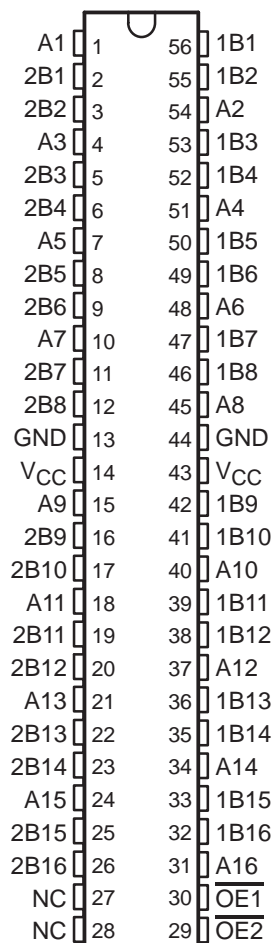 A1 1 56 1B1
2B1 2 55 1B2
2B2 3 54 A2
A3 4 53 1B3
2B3 5 52 1B4
2B4 6 51 A4
A5 7 50 1B5
2B5 8 49 1B6
2B6 9 48 A6
A7 10 47 1B7
2B7 11 46 1B8
2B8 12 45 A8
GND 13 44 GND
VCC 14 43 VCC
A9 15 42 1B9
2B9 16 41 1B10
2B10 17 40 A10
A11 18 39 1B11
2B11 19 38 1B12
2B12 20 37 A12
A13 21 36 1B13
2B13 22 35 1B14
2B14 23 34 A14
A15 24 33 1B15
2B15 25 32 1B16
2B16 26 31 A16
NC 27 30 O̅E̅1̅
NC 28 29 O̅E̅2̅